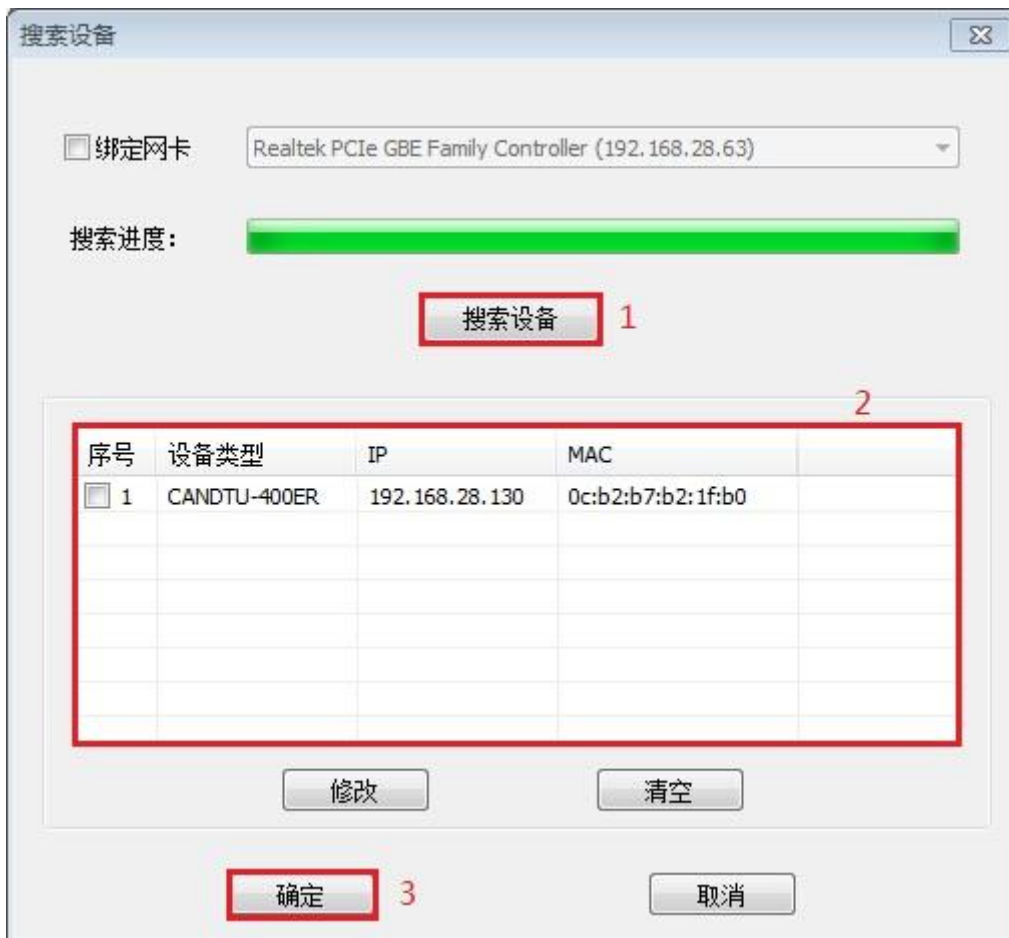 搜索设备
绑定网卡 Realtek PCIe GBE Family Controller (192.168.28.63)
搜索进度：
搜索设备 1
2
序号 设备类型 IP MAC
1 CANDTU-400ER 192.168.28.130 0c:b2:b7:b2:1f:b0
修改 清空
确定 3 取消